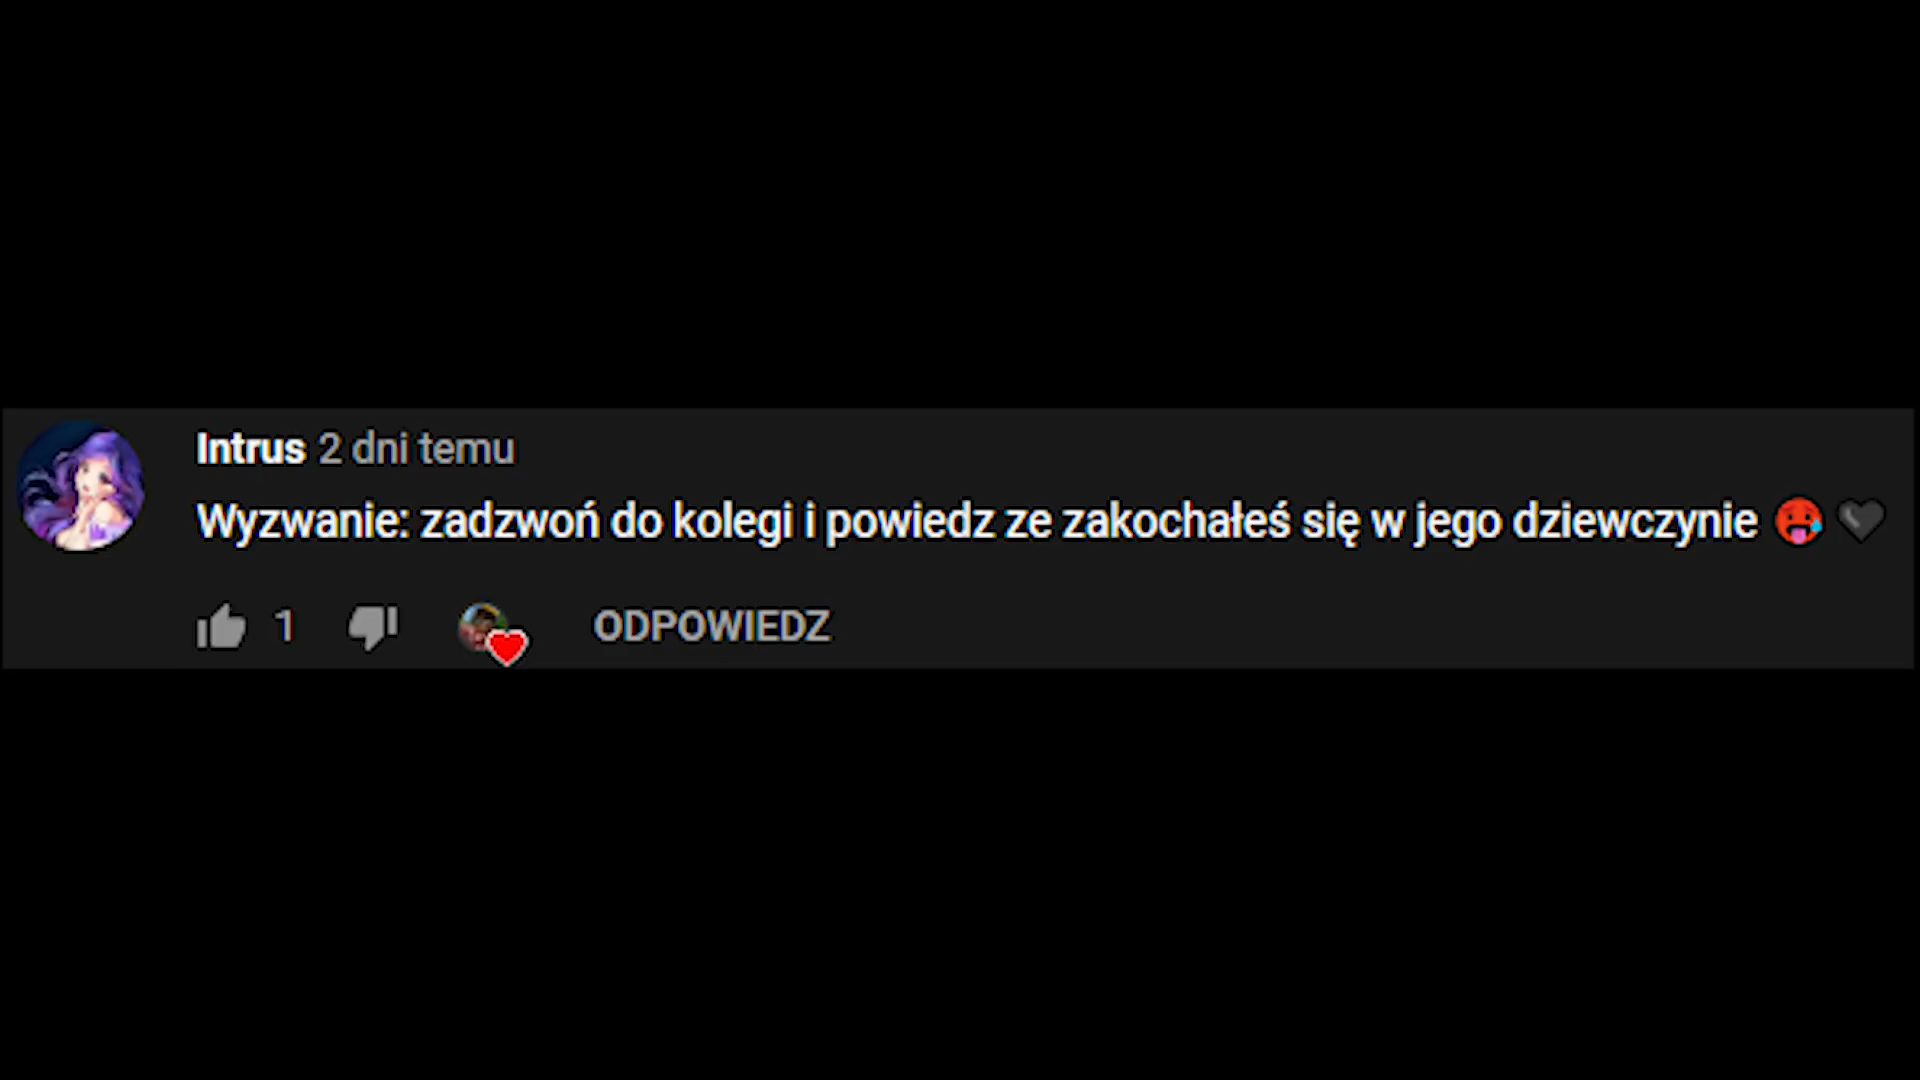 Intrus 2 dni temu
Wyzwanie: zadzwoń do kolegi i powiedz ze zakochałeś się w jego dziewczynie 🥵🖤
1 ODPOWIEDZ